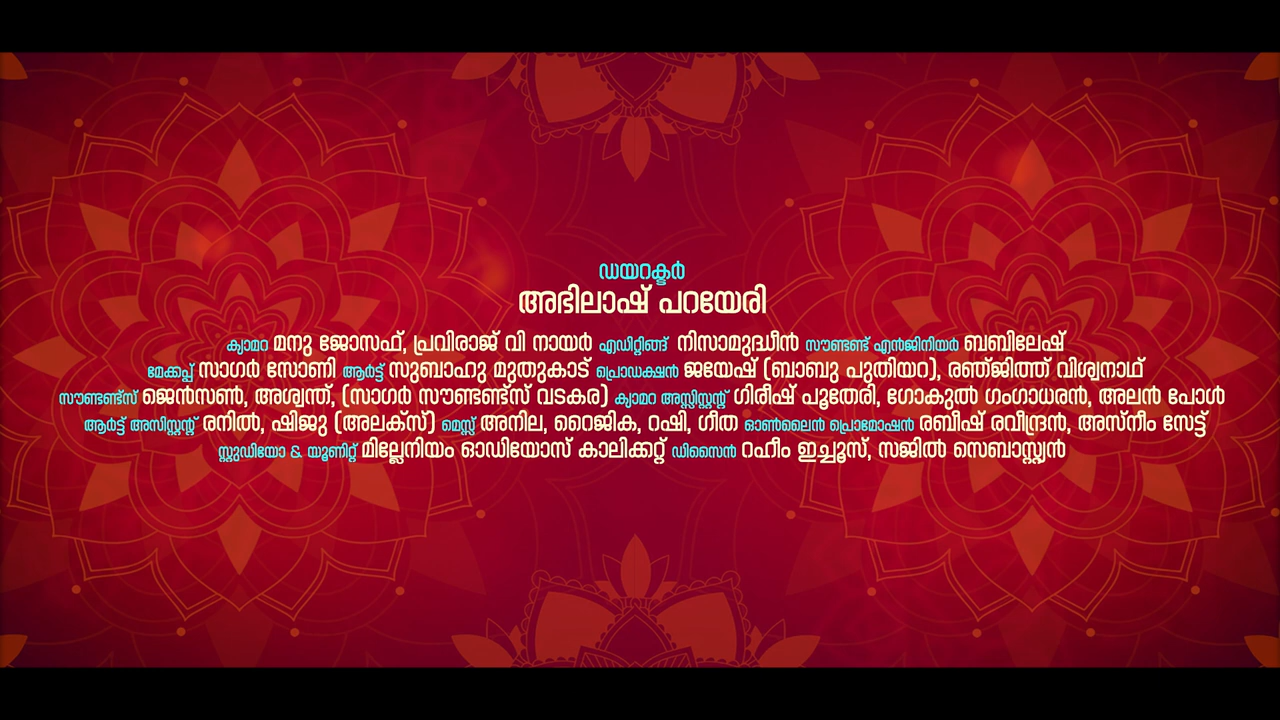 ഡയറക്ടർ
അഭിലാഷ് പറയേരി
ക്യാമറ മനു ജോസഫ്, പ്രവിരാജ് വി നായർ എഡിറ്റിങ്ങ് നിസാമുദ്ധീൻ സൗണ്ടണ്ട് എൻജിനിയർ ബബിലേഷ്
മേക്കപ്പ് സാഗർ സോണി ആർട്ട് സുബാഹു മുതുകാട് പ്രൊഡക്ഷൻ ജയേഷ് (ബാബു പുതിയറ), രഞ്ജിത്ത് വിശ്വനാഥ്
സൗണ്ടണ്ട്സ് ജെൻസൺ, അശ്വന്ത്, (സാഗർ സൗണ്ടണ്ട്സ് വടകര) ക്യാമറ അസ്സിസ്റ്റന്റ് ഗിരീഷ് പൂതേരി, ഗോകുൽ ഗംഗാധരൻ, അലൻ പോൾ
ആർട്ട് അസിസ്റ്റന്റ് രനിൽ, ഷിജു (അലക്സ്) മെസ്സ് അനില, റൈജിക, റഷി, ഗീത ഓൺലൈൻ പ്രൊമോഷൻ രബീഷ് രവീന്ദ്രൻ, അസ്നീം സേട്ട്
സ്റ്റുഡിയോ & യൂണിറ്റ് മില്ലേനിയം ഓഡിയോസ് കാലിക്കറ്റ് ഡിസൈൻ റഹീം ഇച്ചൂസ്, സജിൽ സെബാസ്റ്റ്യൻ